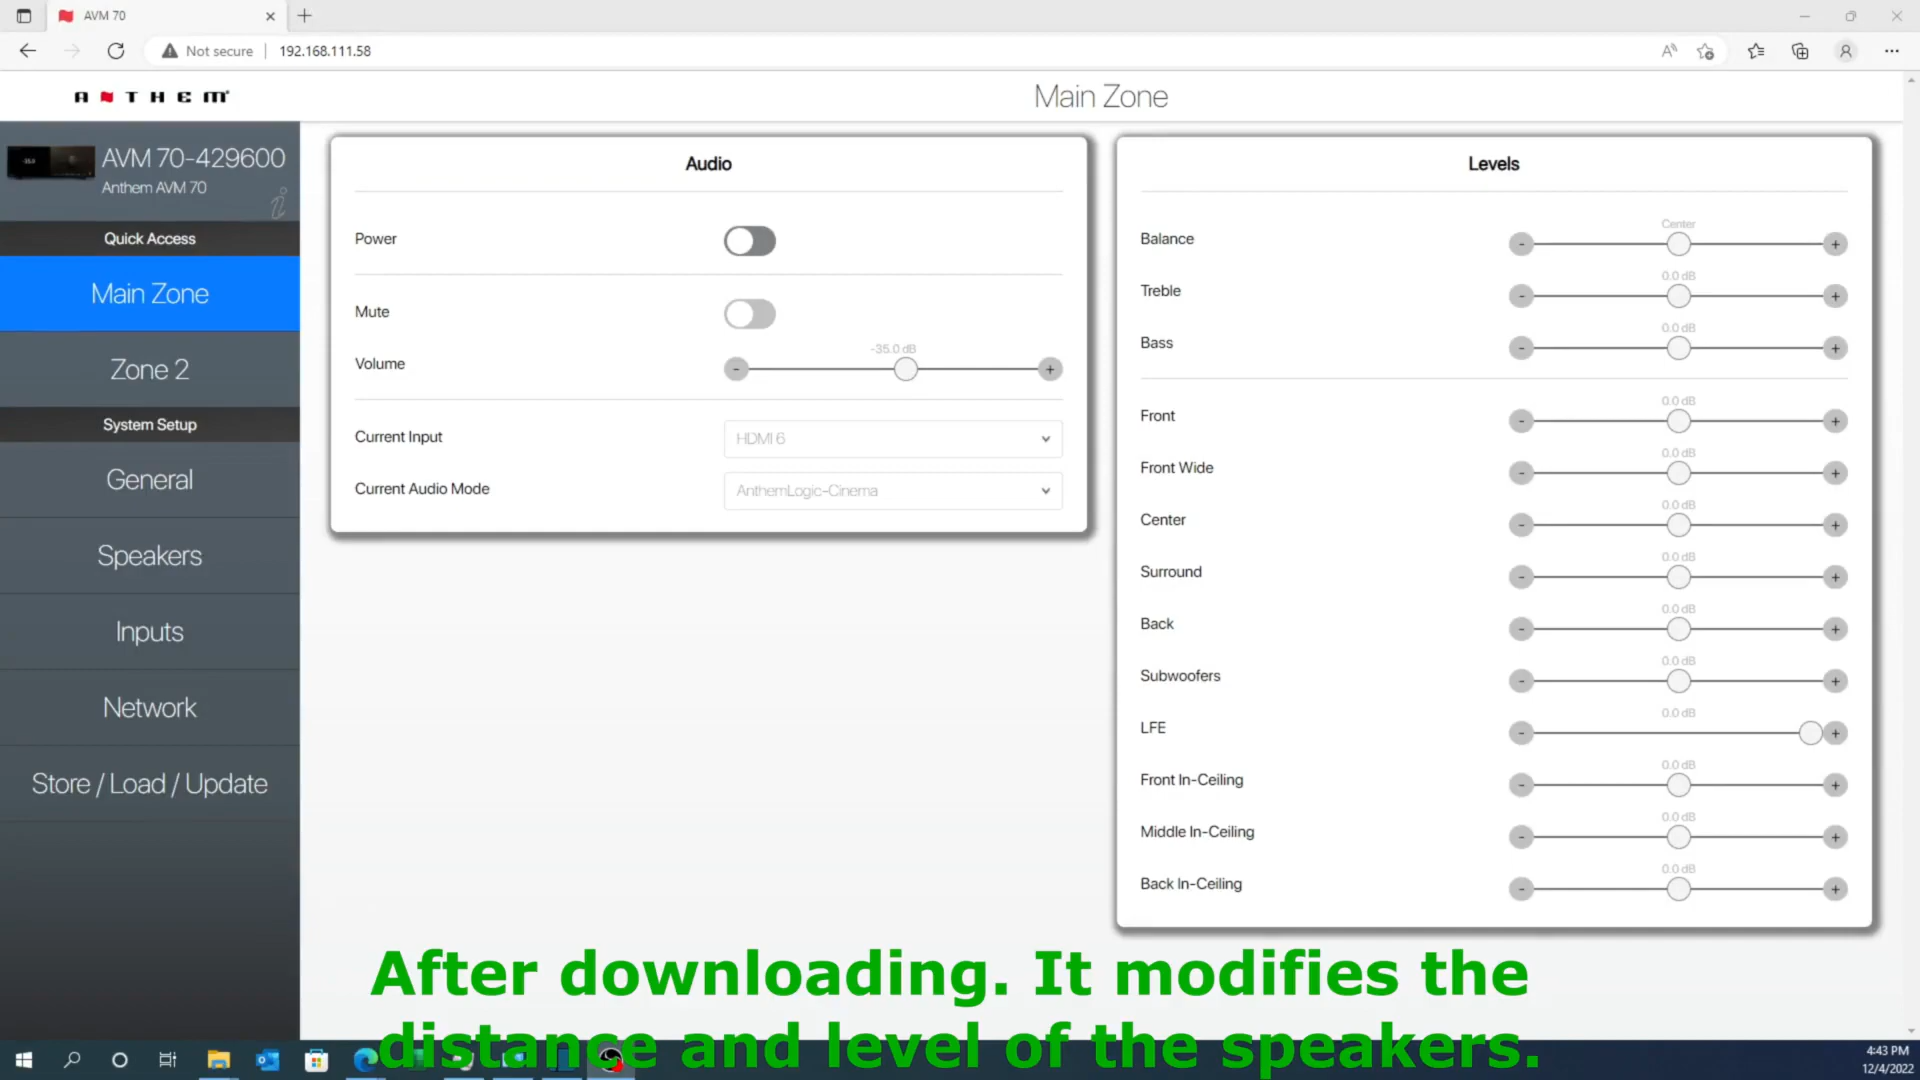 AVM 70
Not secure
192.168.111.58
ANTHEM
Main Zone
AVM 70-429600
Anthem AVM 70
Quick Access
Main Zone
Zone 2
System Setup
General
Speakers
Inputs
Network
Store / Load / Update
Audio
Power
Mute
-35.0 dB
Volume
- +
Current Input
HDMI 6
Current Audio Mode
AnthemLogic-Cinema
Levels
Center
Balance
- +
0.0 dB
Treble
- +
0.0 dB
Bass
- +
0.0 dB
Front
- +
0.0 dB
Front Wide
- +
0.0 dB
Center
- +
0.0 dB
Surround
- +
0.0 dB
Back
- +
0.0 dB
Subwoofers
- +
0.0 dB
LFE
- +
0.0 dB
Front In-Ceiling
- +
0.0 dB
Middle In-Ceiling
- +
0.0 dB
Back In-Ceiling
- +
After downloading. It modifies the
distance and level of the speakers.
4:43 PM
12/4/2022